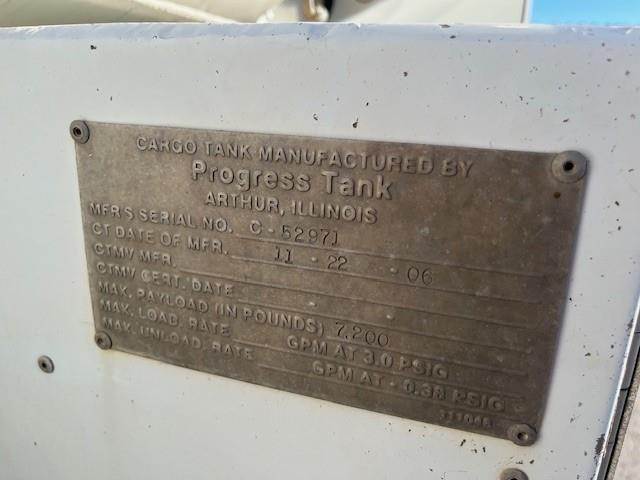 CARGO TANK MANUFACTURED BY
Progress Tank
ARTHUR, ILLINOIS
MFR'S SERIAL NO. C - 52971
CT DATE OF MFR. 11 - 22 - 06
CTMV MFR.
CTMV CERT. DATE
MAX. PAYLOAD (IN POUNDS) 7,200
MAX. LOAD. RATE GPM AT 3.0 PSIG
MAX. UNLOAD. RATE GPM AT - 0.38 PSIG